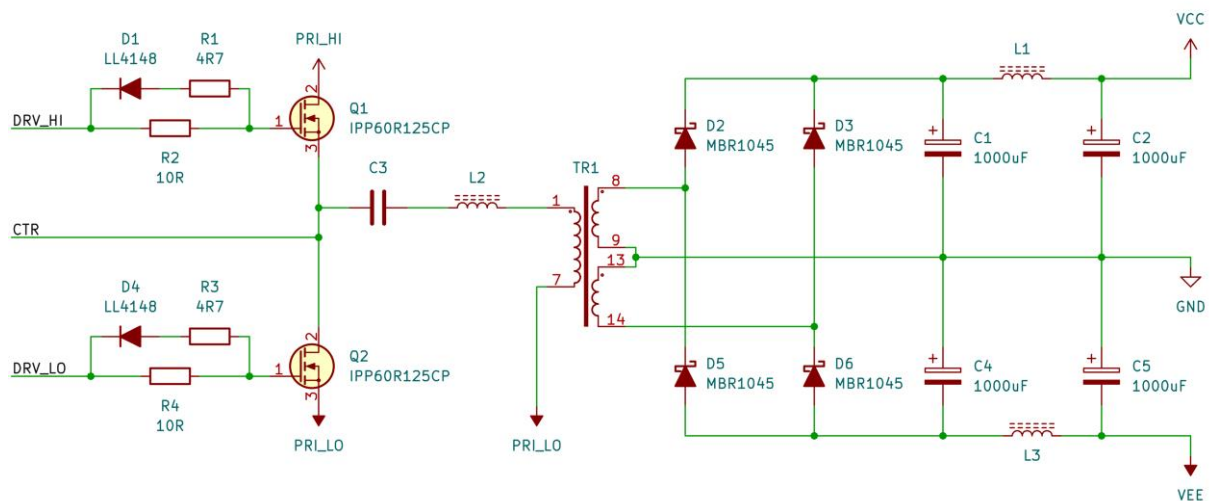 VCC
D1
LL4148
R1
4R7
PRI_HI
L1
2
DRV_HI
1
Q1
IPP60R125CP
R2
10R
3
D2
MBR1045
D3
MBR1045
C1
1000uF
C2
1000uF
+
+
C3
L2
TR1
1
8
CTR
9
13
7
14
GND
D4
LL4148
R3
4R7
2
DRV_LO
1
Q2
IPP60R125CP
R4
10R
3
D5
MBR1045
D6
MBR1045
C4
1000uF
C5
1000uF
+
+
PRI_LO
PRI_LO
L3
VEE